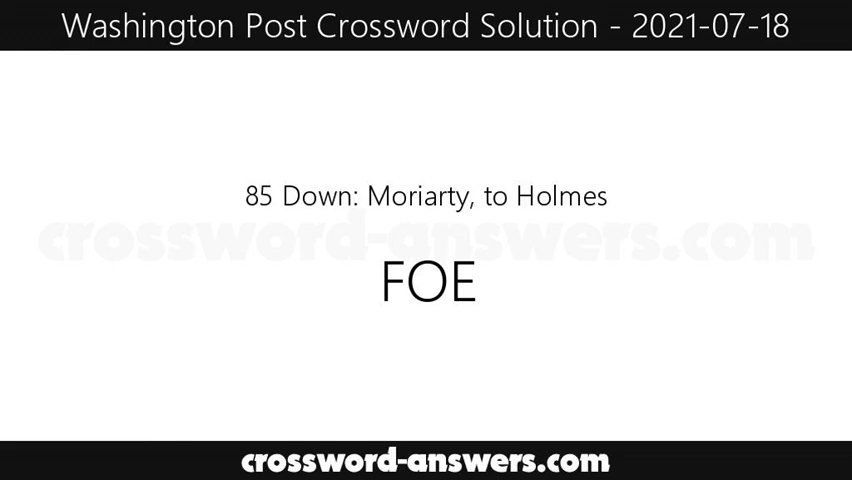 Washington Post Crossword Solution - 2021-07-18
85 Down: Moriarty, to Holmes
crossword-answers.com
FOE
crossword-answers.com